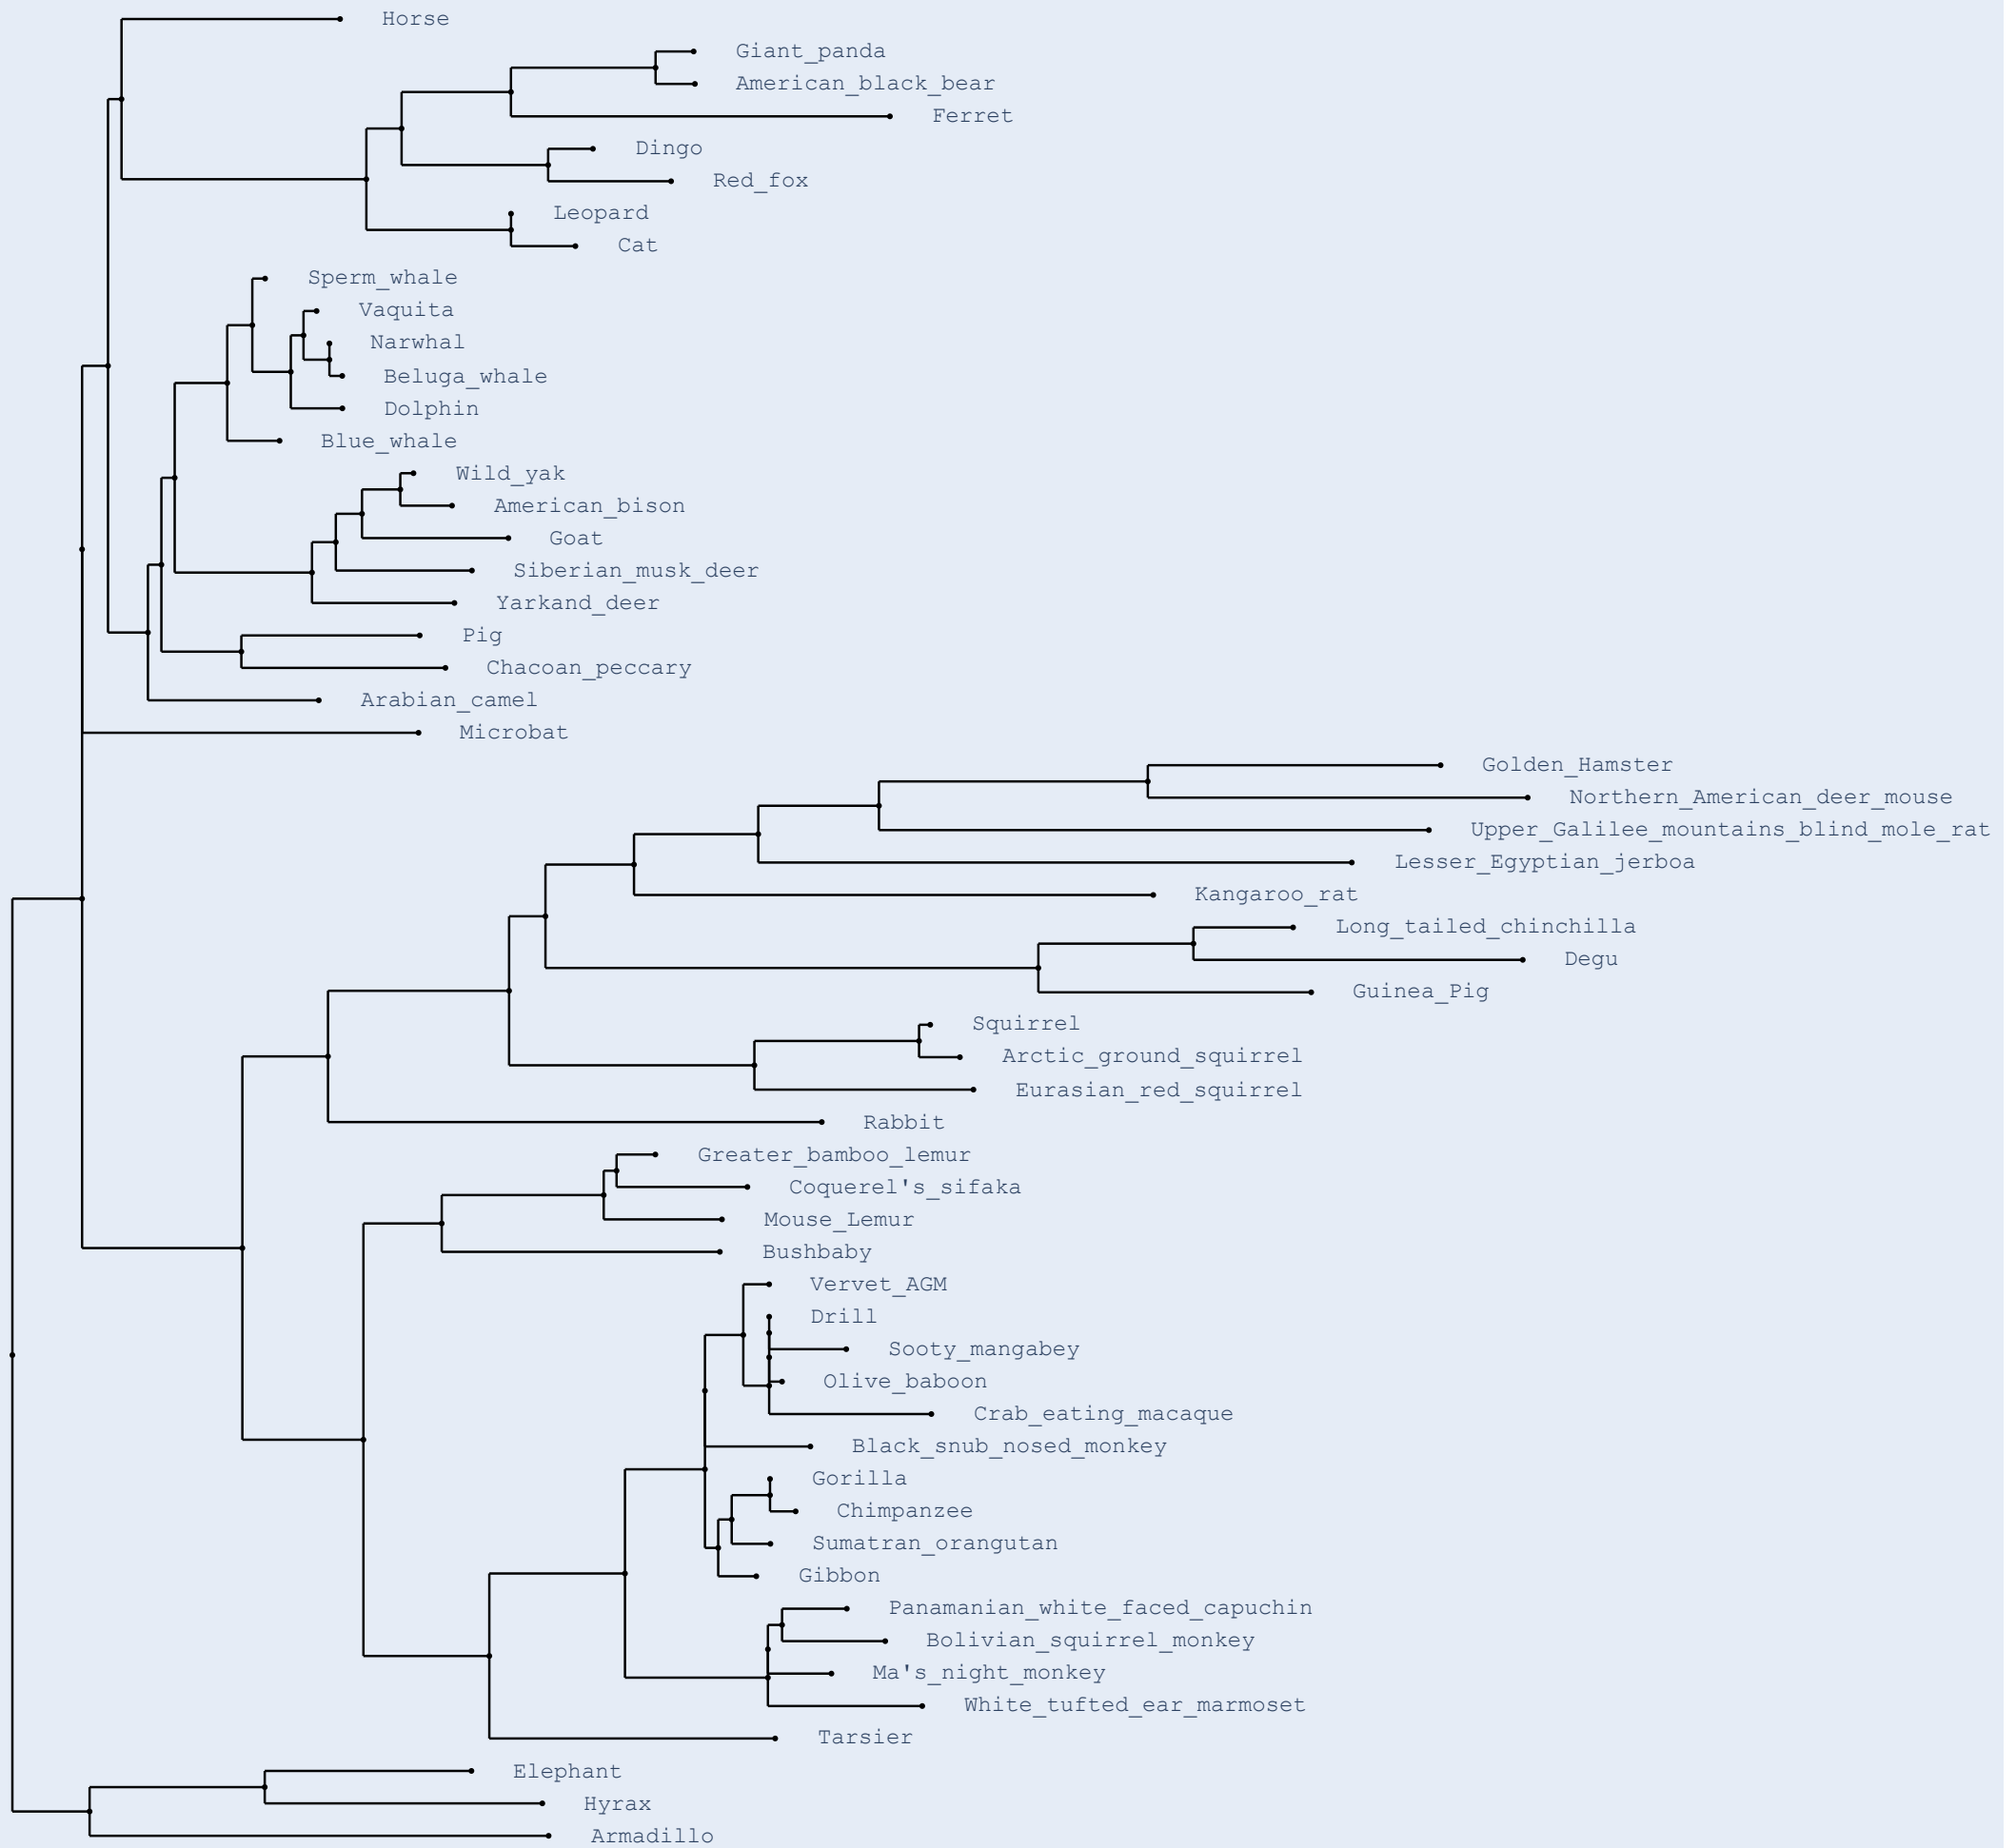 Horse
Giant_panda
American_black_bear
Ferret
Dingo
Red_fox
Leopard
Cat
Sperm_whale
Vaquita
Narwhal
Beluga_whale
Dolphin
Blue_whale
Wild_yak
American_bison
Goat
Siberian_musk_deer
Yarkand_deer
Pig
Chacoan_peccary
Arabian_camel
Microbat
Golden_Hamster
Northern_American_deer_mouse
Upper_Galilee_mountains_blind_mole_rat
Lesser_Egyptian_jerboa
Kangaroo_rat
Long_tailed_chinchilla
Degu
Guinea_Pig
Squirrel
Arctic_ground_squirrel
Eurasian_red_squirrel
Rabbit
Greater_bamboo_lemur
Coquerel's_sifaka
Mouse_Lemur
Bushbaby
Vervet_AGM
Drill
Sooty_mangabey
Olive_baboon
Crab_eating_macaque
Black_snub_nosed_monkey
Gorilla
Chimpanzee
Sumatran_orangutan
Gibbon
Panamanian_white_faced_capuchin
Bolivian_squirrel_monkey
Ma's_night_monkey
White_tufted_ear_marmoset
Tarsier
Elephant
Hyrax
Armadillo